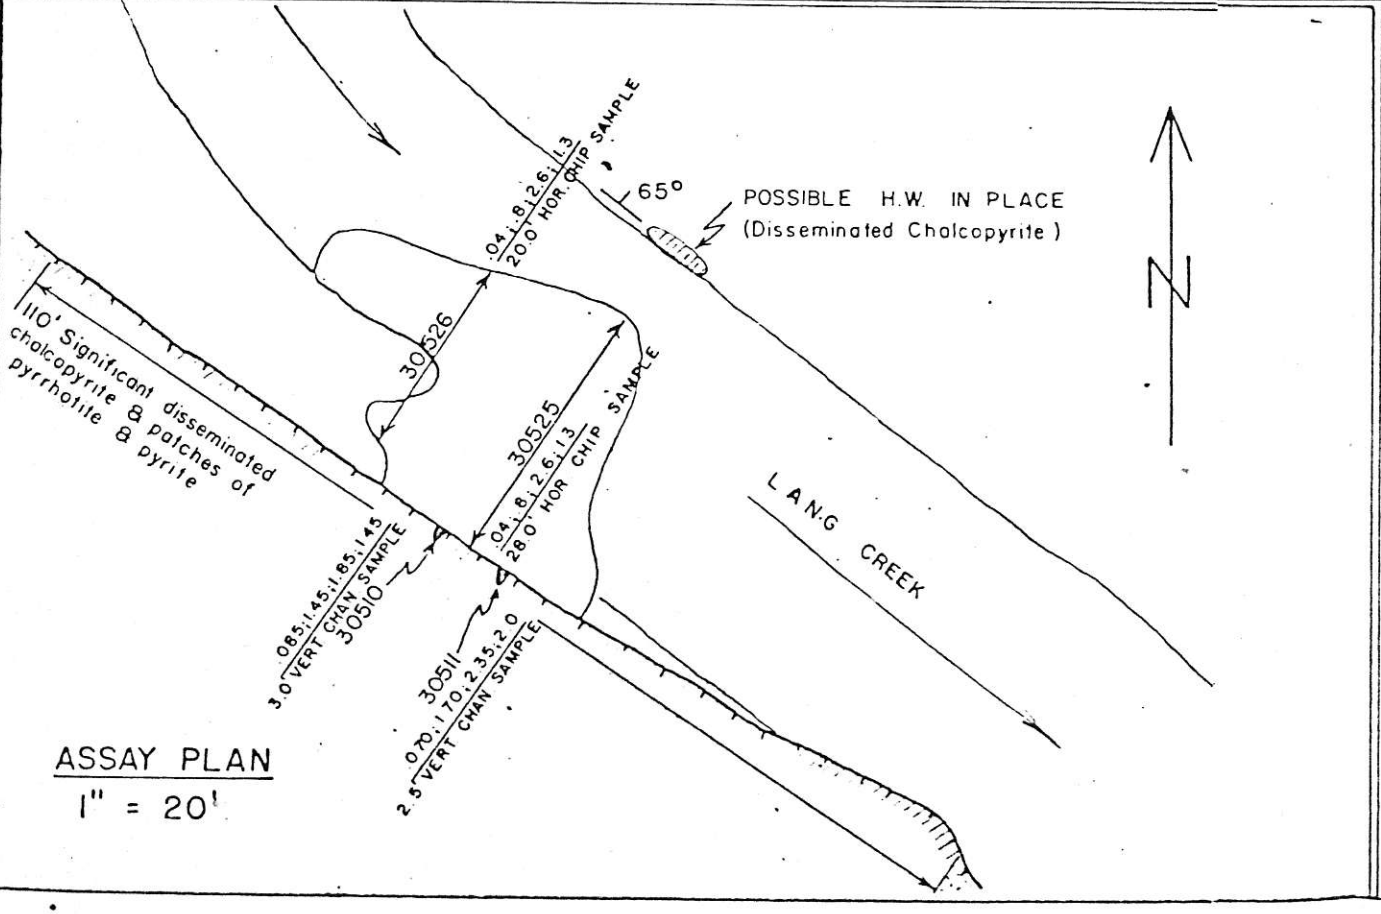 .04;.8;2.6;1.3
20.0' HOR. CHIP SAMPLE
65°
POSSIBLE H.W. IN PLACE
(Disseminated Chalcopyrite)
N
30526
110' Significant disseminated
chalcopyrite & patches of
pyrrhotite & pyrite
30525
.04;.8;2.6;1.3
28.0' HOR CHIP SAMPLE
LANG CREEK
.085;1.45;1.85;1.45
3.0' VERT CHAN SAMPLE
30510
30511
.070;1.70;2.35;2.0
2.5' VERT CHAN SAMPLE
ASSAY PLAN
1" = 20'